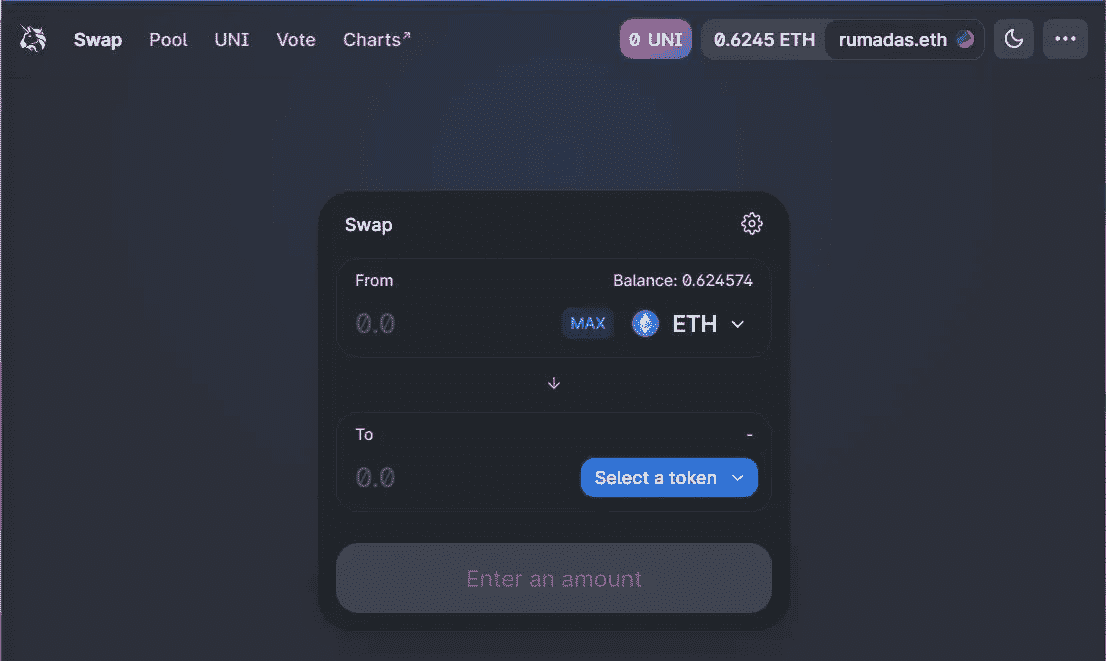 Swap Pool UNI Vote Charts↗ 0 UNI 0.6245 ETH rumadas.eth
Swap
From Balance: 0.624574
0.0 MAX ETH
↓
To -
0.0 Select a token
Enter an amount